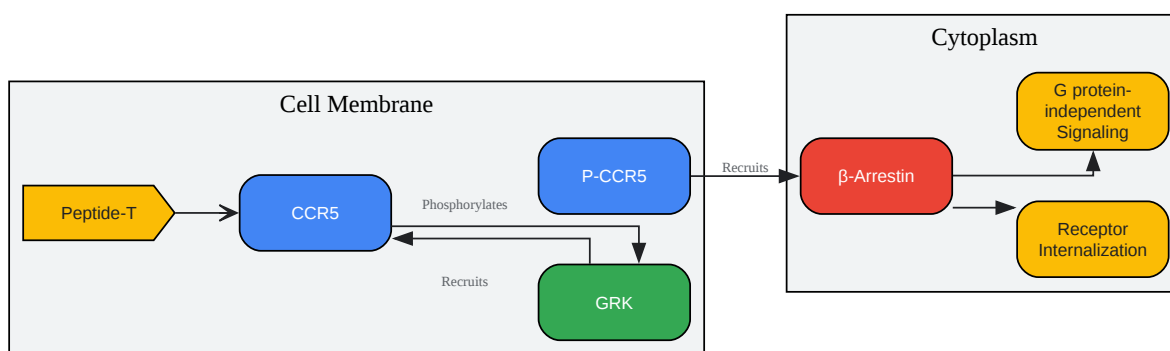 Cytoplasm
Cell Membrane
G protein-
independent
Signaling
Peptide-T
CCR5
Phosphorylates
Recruits
GRK
P-CCR5
Recruits
β-Arrestin
Receptor
Internalization